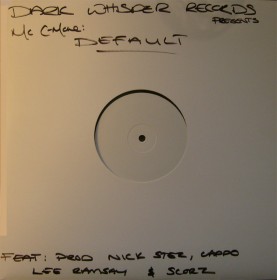 DARK WHISPER RECORDS
PRESENTS
Mc C-Mone:
DEFAULT
FEAT: PROD NICK STEZ, CAPPO
LEE RAMSAY & SCORZ